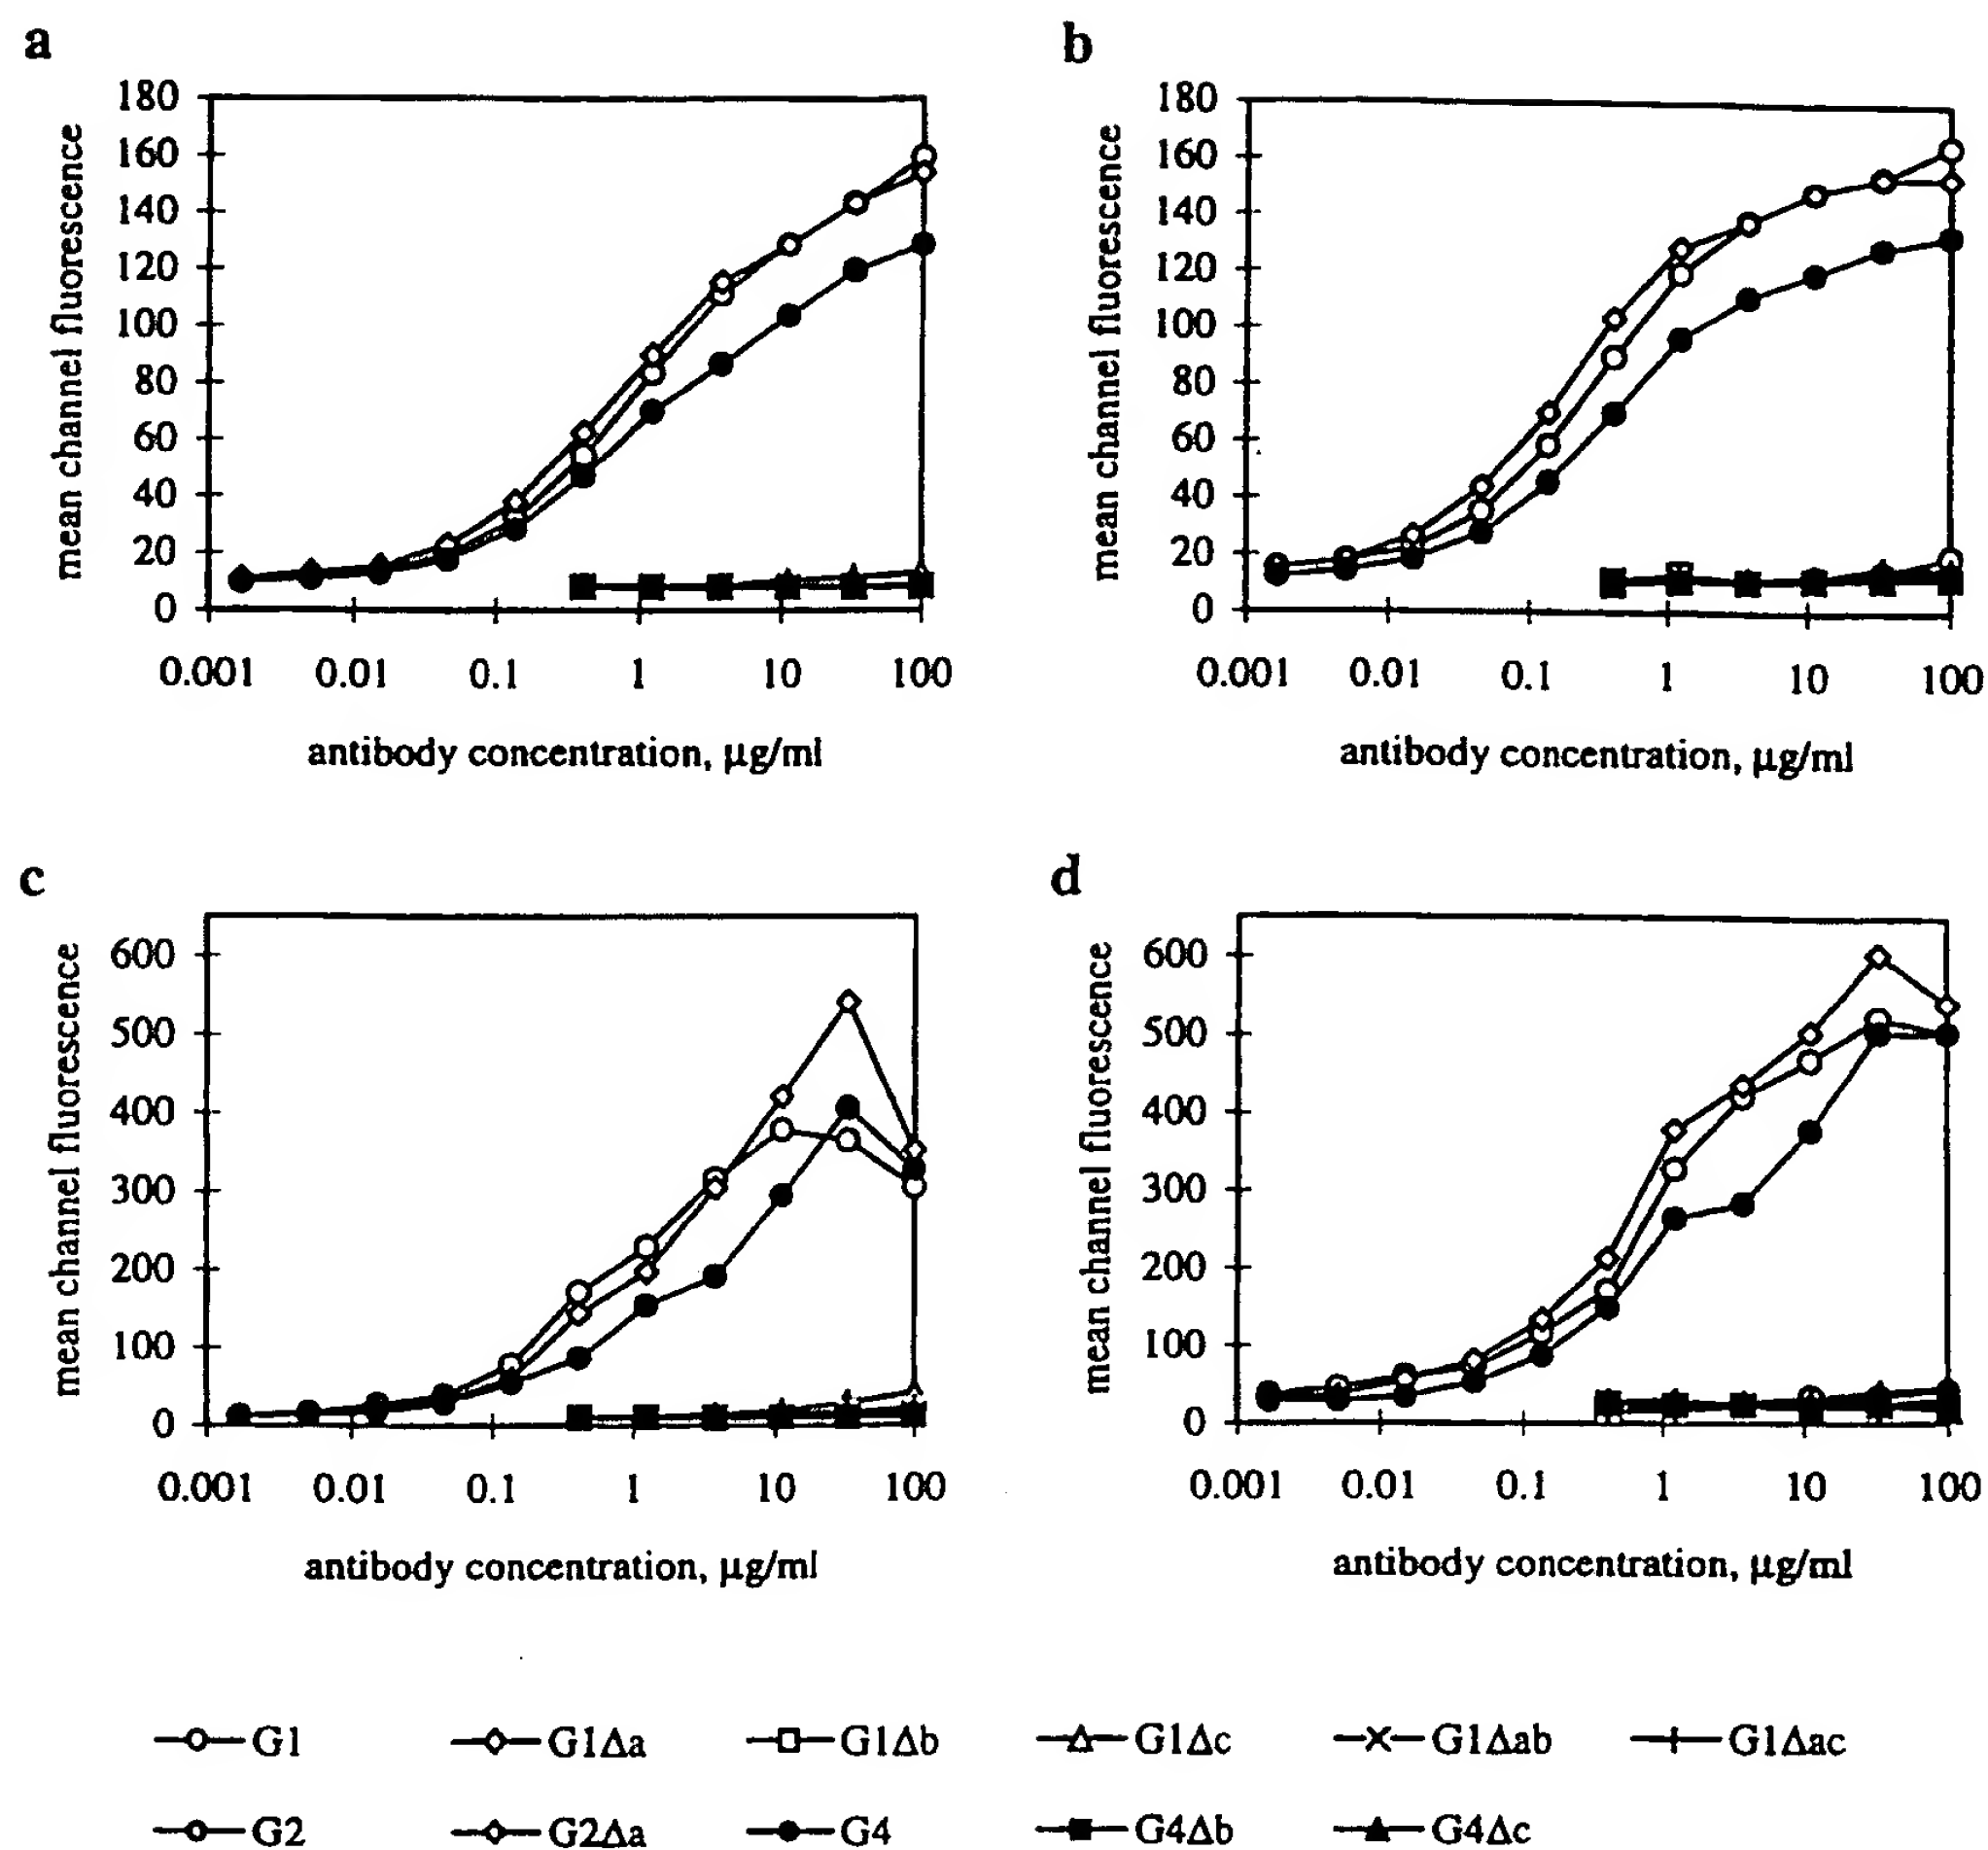 a
180
160
140
120
100
80
60
40
20
0
mean channel fluorescence
0.001 0.01 0.1 1 10 100
antibody concentration, µg/ml
b
180
160
140
120
100
80
60
40
20
0
mean channel fluorescence
0.001 0.01 0.1 1 10 100
antibody concentration, µg/ml
c
600
500
400
300
200
100
0
mean channel fluorescence
0.001 0.01 0.1 1 10 100
antibody concentration, µg/ml
d
600
500
400
300
200
100
0
mean channel fluorescence
0.001 0.01 0.1 1 10 100
antibody concentration, µg/ml
G1 G1Δa G1Δb G1Δc G1Δab G1Δac
G2 G2Δa G4 G4Δb G4Δc